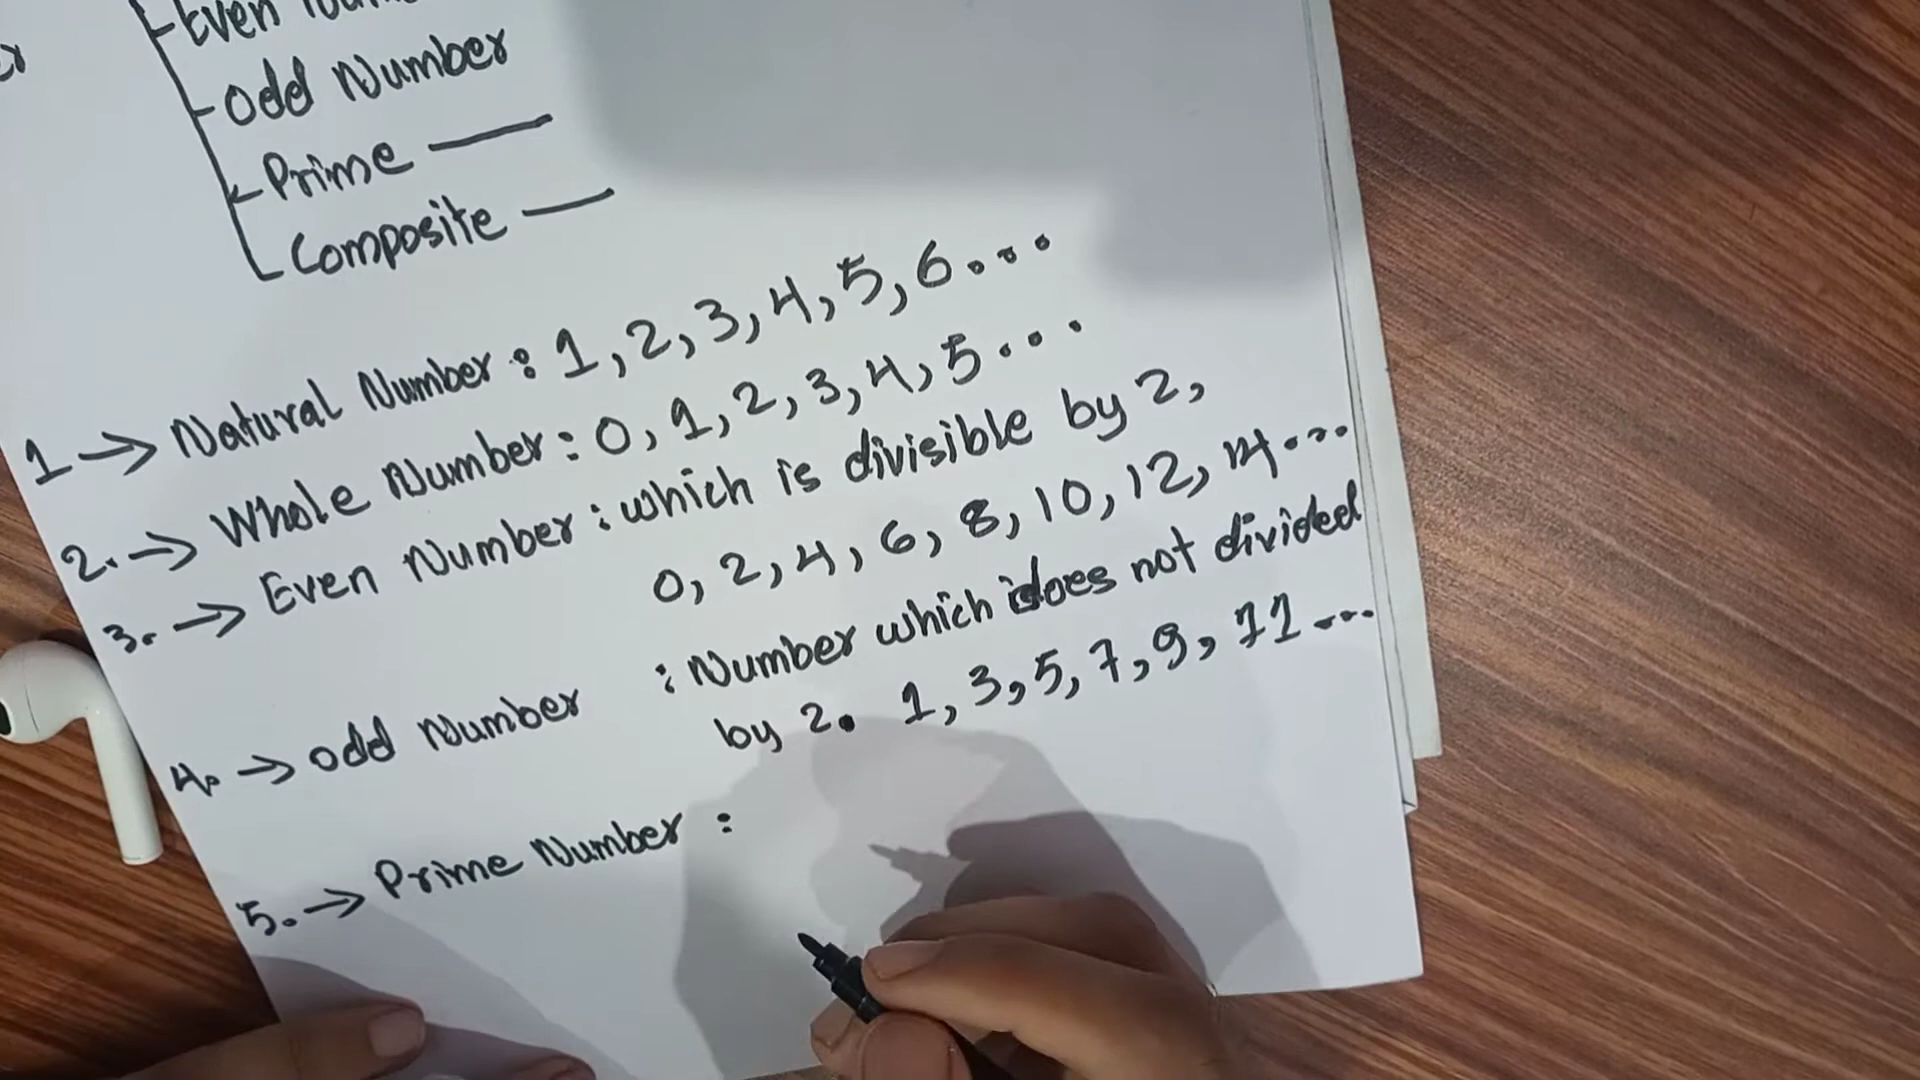 Even
Odd Number
Prime —
Composite —
1 → Natural Number : 1, 2, 3, 4, 5, 6...
2. → Whole Number : 0, 1, 2, 3, 4, 5...
3. → Even Number : which is divisible by 2,
0, 2, 4, 6, 8, 10, 12, 14...
4. → odd Number : Number which does not divided
by 2. 1, 3, 5, 7, 9, 11...
5. → Prime Number :